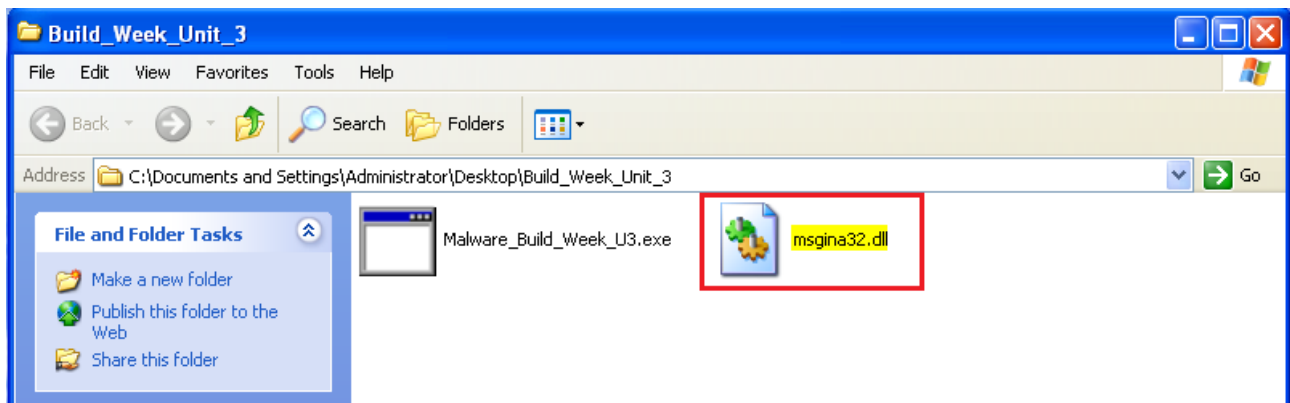 Build_Week_Unit_3
File Edit View Favorites Tools Help
Back Search Folders
Address C:\Documents and Settings\Administrator\Desktop\Build_Week_Unit_3 Go
File and Folder Tasks
Make a new folder
Publish this folder to the
Web
Share this folder
Malware_Build_Week_U3.exe
msgina32.dll